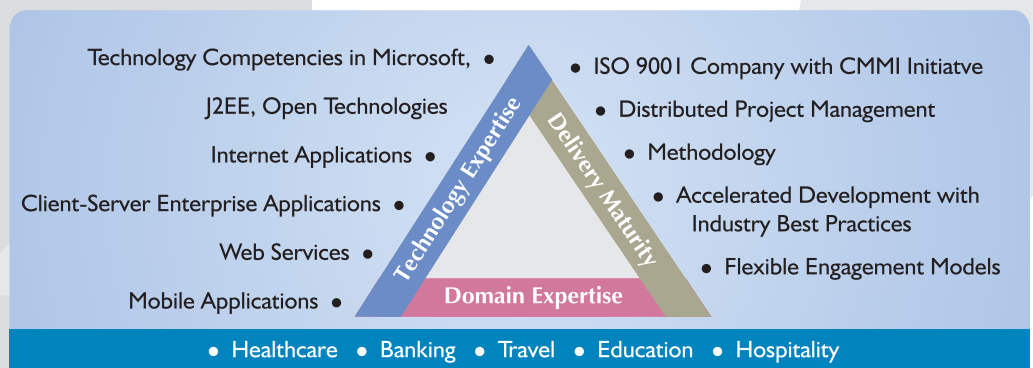 Technology Competencies in Microsoft, •
J2EE, Open Technologies
Internet Applications •
Client-Server Enterprise Applications •
Web Services •
Mobile Applications •
Technology Expertise
Delivery Maturity
Domain Expertise
• ISO 9001 Company with CMMI Initiatve
• Distributed Project Management
• Methodology
• Accelerated Development with
Industry Best Practices
• Flexible Engagement Models
• Healthcare • Banking • Travel • Education • Hospitality